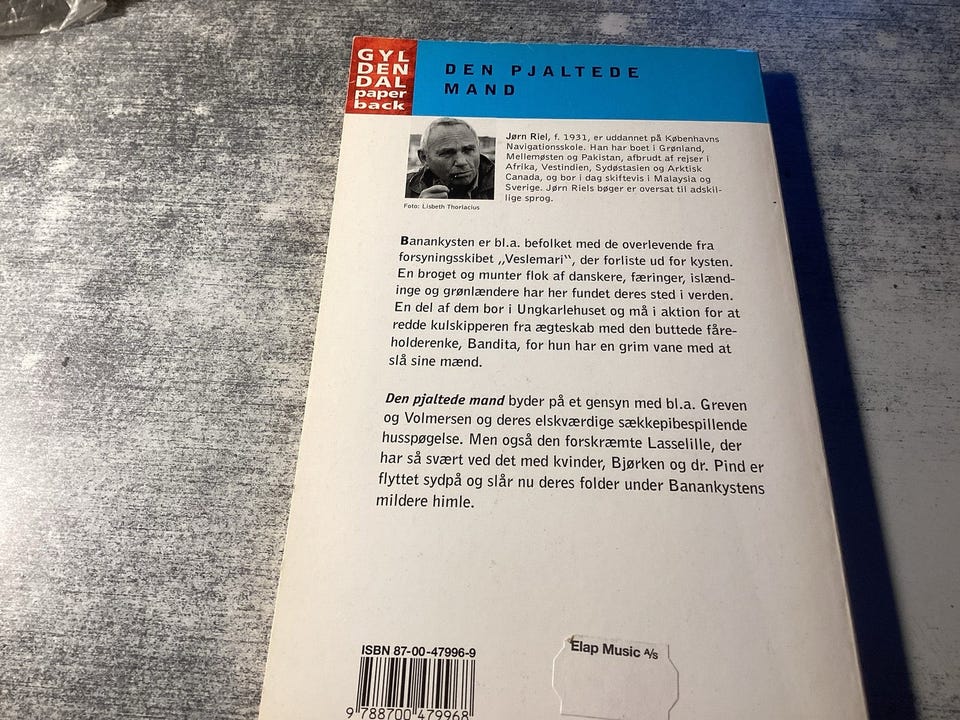 GYL
DEN
DAL
paper
back
DEN PJALTEDE
MAND
Jørn Riel, f. 1931, er uddannet på Københavns
Navigationsskole. Han har boet i Grønland,
Mellemøsten og Pakistan, afbrudt af rejser i
Afrika, Vestindien, Sydøstasien og Arktisk
Canada, og bor i dag skiftevis i Malaysia og
Sverige. Jørn Riels bøger er oversat til adskil-
lige sprog.
Foto: Lisbeth Thorlacius
Banankysten er bl.a. befolket med de overlevende fra
forsyningsskibet „Veslemari“, der forliste ud for kysten.
En broget og munter flok af danskere, færinger, islænd-
inge og grønlændere har her fundet deres sted i verden.
En del af dem bor i Ungkarlehuset og må i aktion for at
redde kulskipperen fra ægteskab med den buttede fåre-
holderenke, Bandita, for hun har en grim vane med at
slå sine mænd.
Den pjaltede mand byder på et gensyn med bl.a. Greven
og Volmersen og deres elskværdige sækkepibespillende
husspøgelse. Men også den forskræmte Lasselille, der
har så svært ved det med kvinder, Bjørken og dr. Pind er
flyttet sydpå og slår nu deres folder under Banankystens
mildere himle.
ISBN 87-00-47996-9
9 788700 479968
Elap Music A/S